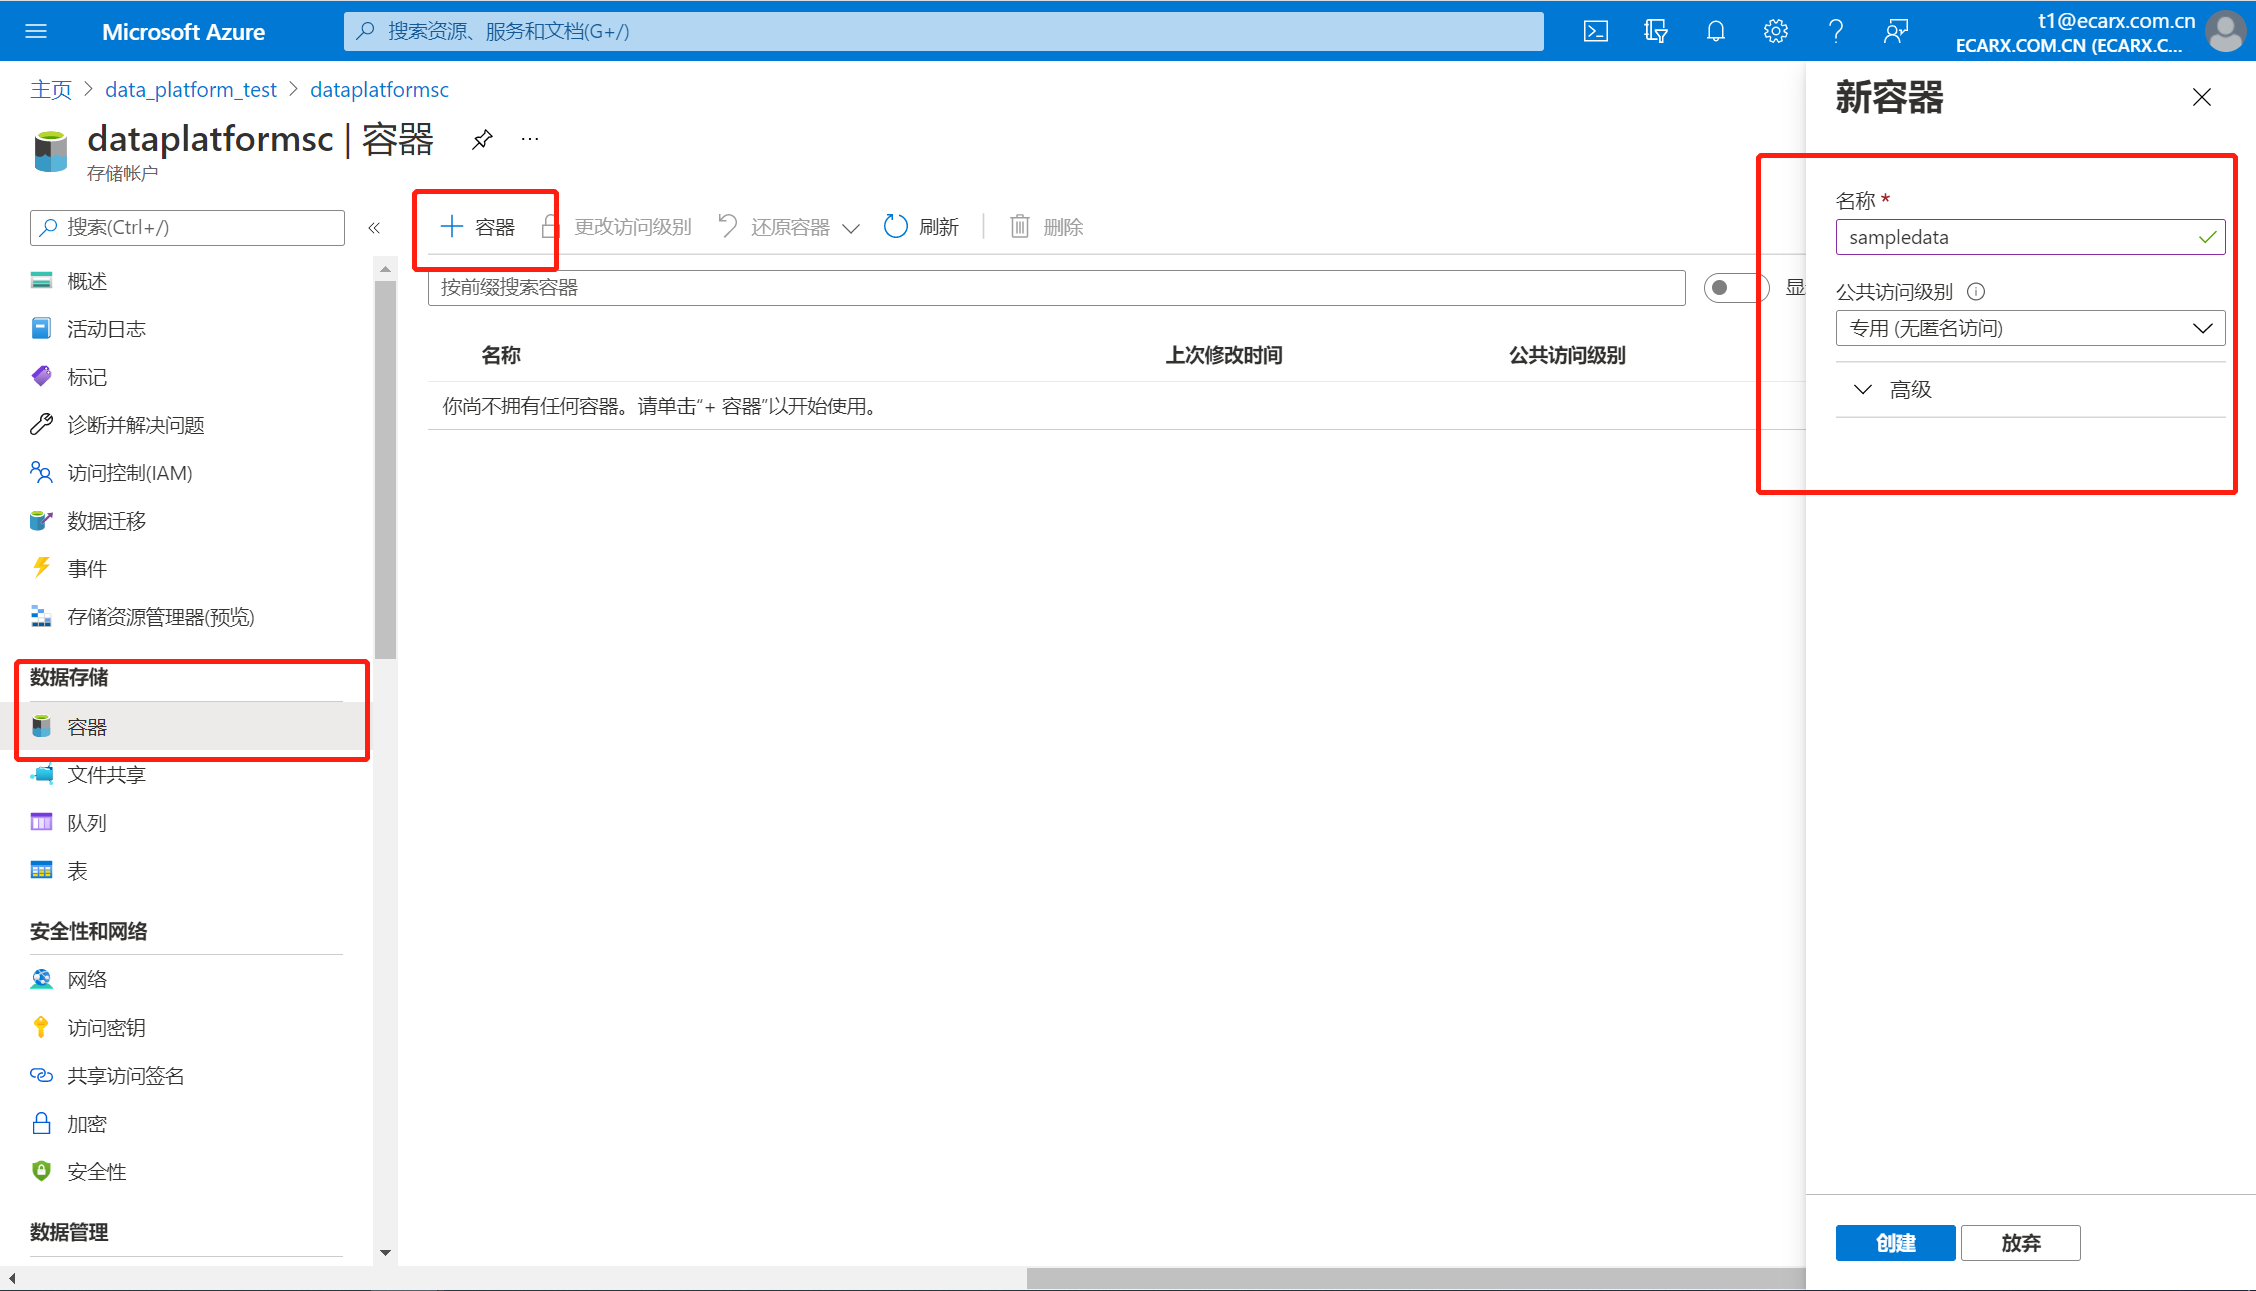 Microsoft Azure
搜索资源、服务和文档(G+/)
t1@ecarx.com.cn
ECARX.COM.CN (ECARX.C...
主页 > data_platform_test > dataplatformsc
dataplatformsc | 容器
...
存储帐户
搜索(Ctrl+/)
«
概述
活动日志
标记
诊断并解决问题
访问控制(IAM)
数据迁移
事件
存储资源管理器(预览)
数据存储
容器
文件共享
队列
表
安全性和网络
网络
访问密钥
共享访问签名
加密
安全性
数据管理
+ 容器 更改访问级别 还原容器 刷新 删除
按前缀搜索容器
显
名称 上次修改时间 公共访问级别
你尚不拥有任何容器。请单击“+ 容器”以开始使用。
新容器
名称 *
sampledata
公共访问级别
专用 (无匿名访问)
高级
创建 放弃